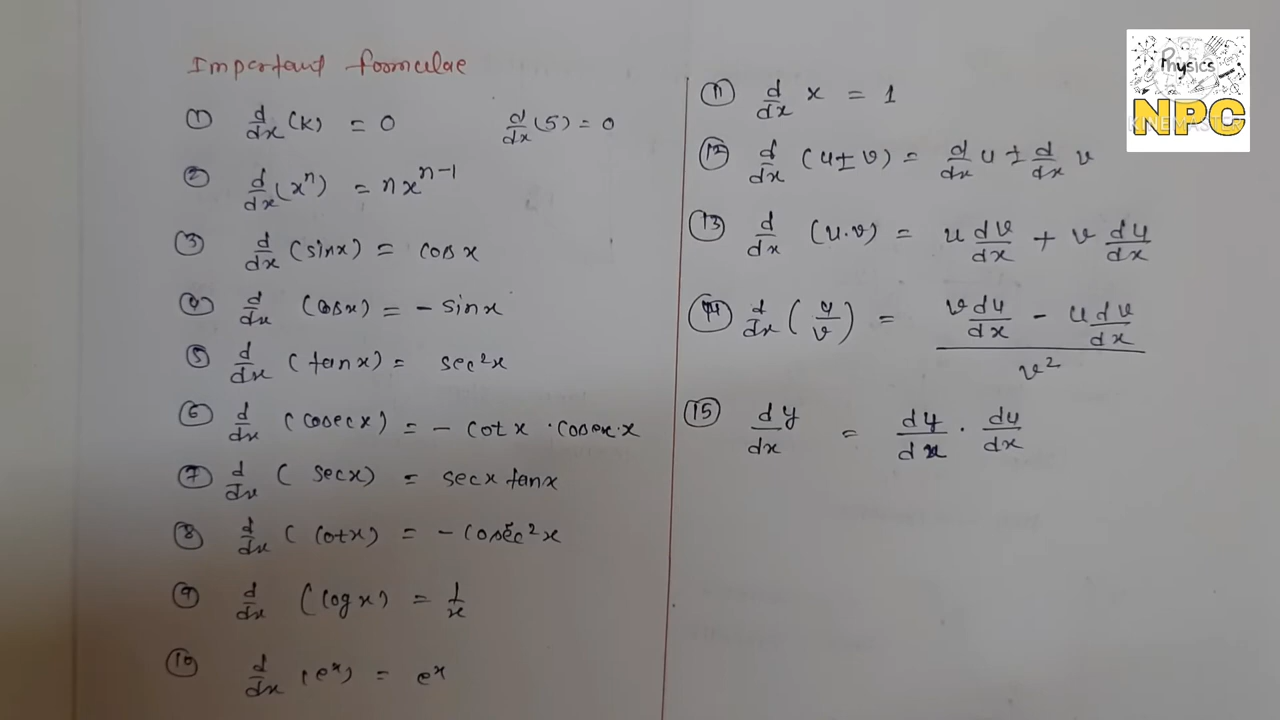 Important formulae
① d/dx (k) = 0    d/dx (5) = 0
② d/dx (xⁿ) = n xⁿ⁻¹
③ d/dx (sinx) = cos x
④ d/dx (cosx) = - sinx
⑤ d/dx (tanx) = sec²x
⑥ d/dx (cosecx) = - cotx · cosec·x
⑦ d/dx ( secx) = secx tanx
⑧ d/dx ( cotx) = - cosec²x
⑨ d/dx (logx) = 1/x
⑩ d/dx (eˣ) = eˣ
⑪ d/dx x = 1
⑫ d/dx (u ± v) = d/dx u ± d/dx v
⑬ d/dx (u.v) = u dv/dx + v du/dx
⑭ d/dx (u/v) = (v du/dx - u dv/dx) / v²
⑮ dy/dx = dy/dx · du/dx
Physics
NPC